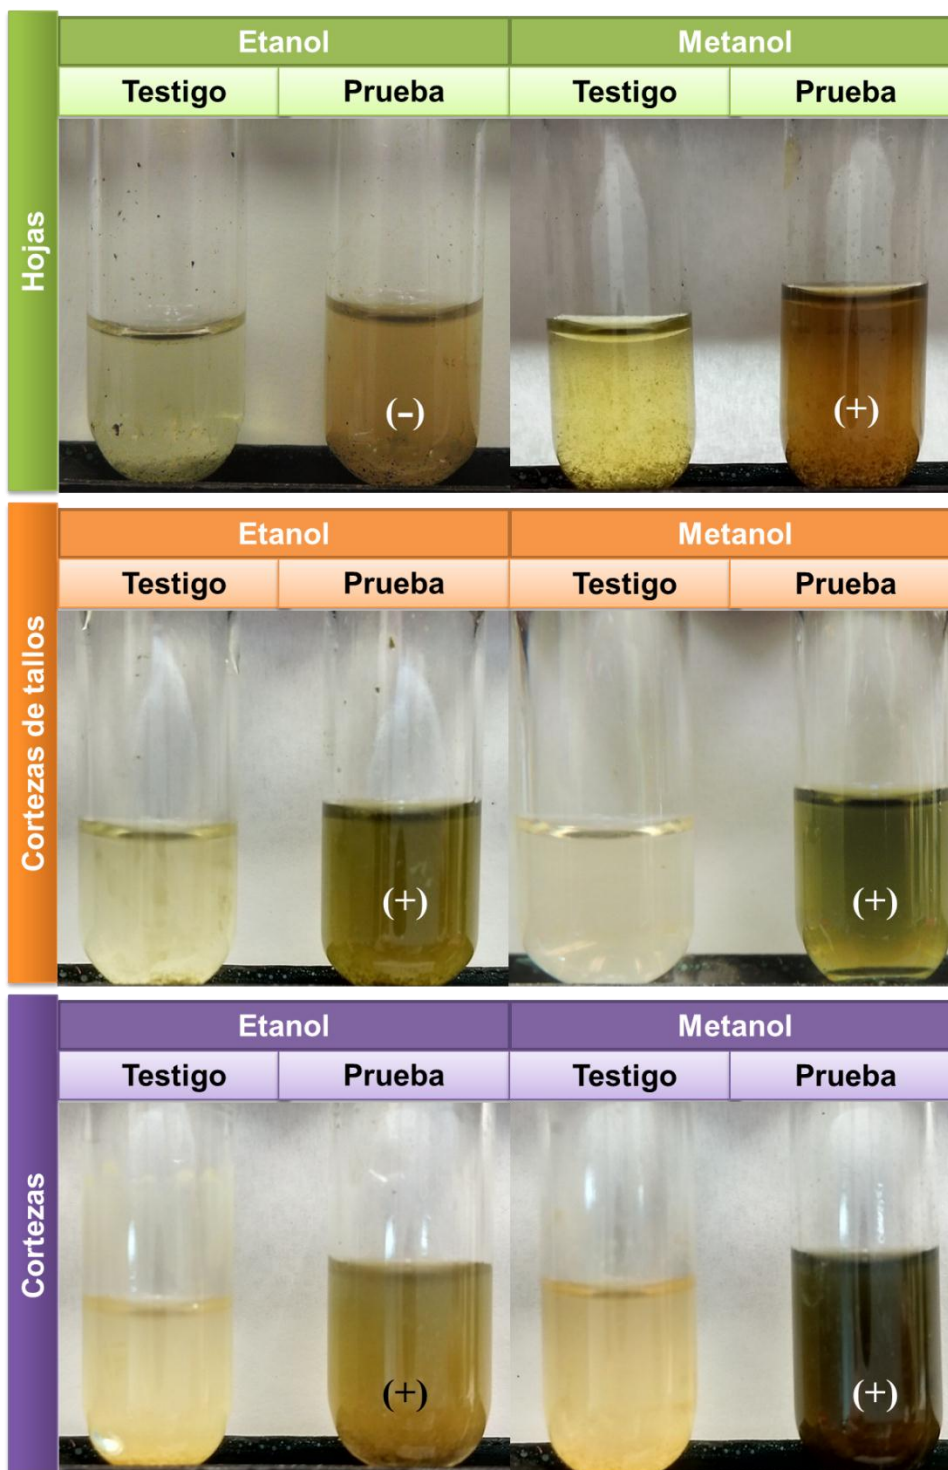 Hojas
Etanol Metanol
Testigo Prueba Testigo Prueba
(-) (+)
Cortezas de tallos
Etanol Metanol
Testigo Prueba Testigo Prueba
(+) (+)
Cortezas
Etanol Metanol
Testigo Prueba Testigo Prueba
(+) (+)